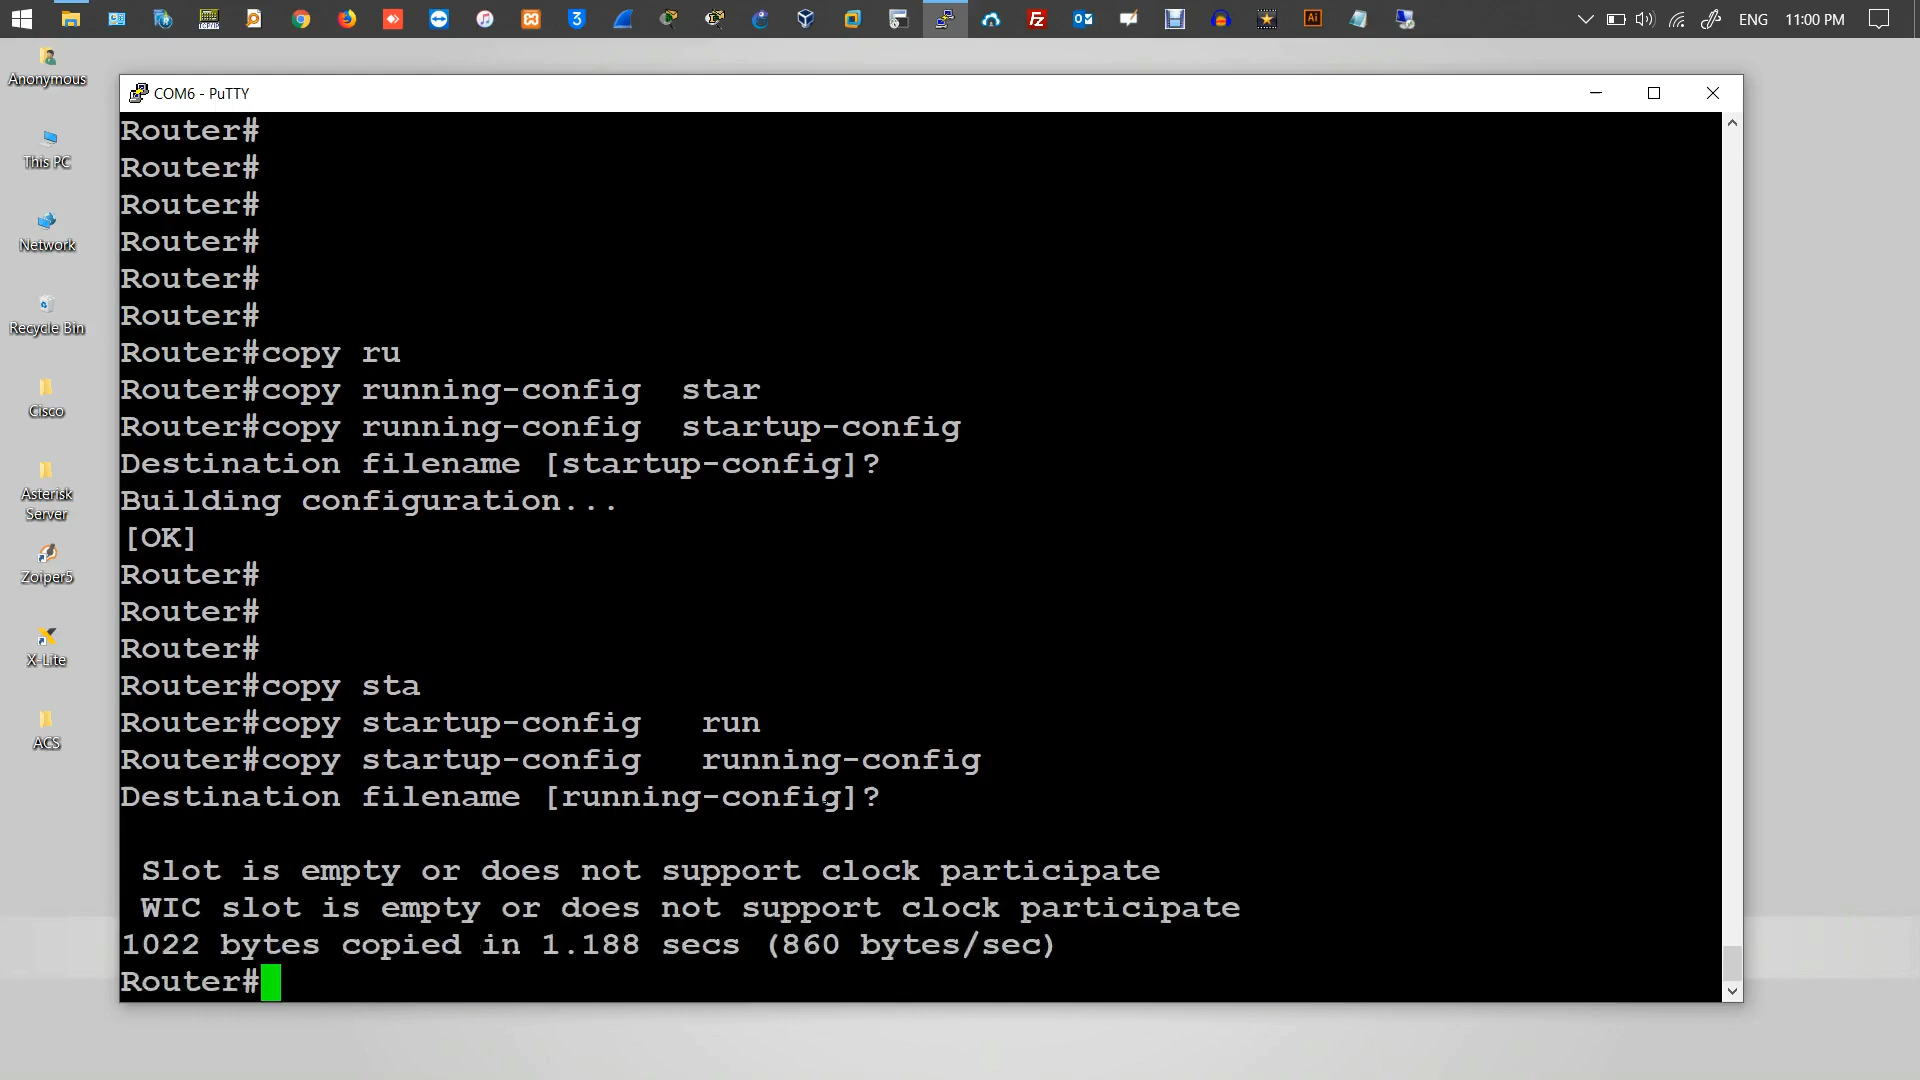 ENG 11:00 PM
Anonymous
This PC
Network
Recycle Bin
Cisco
Asterisk
Server
Zoiper5
X-Lite
ACS
COM6 - PuTTY
Router#
Router#
Router#
Router#
Router#
Router#
Router#copy ru
Router#copy running-config  star
Router#copy running-config  startup-config
Destination filename [startup-config]?
Building configuration...
[OK]
Router#
Router#
Router#
Router#copy sta
Router#copy startup-config   run
Router#copy startup-config   running-config
Destination filename [running-config]?
Slot is empty or does not support clock participate
WIC slot is empty or does not support clock participate
1022 bytes copied in 1.188 secs (860 bytes/sec)
Router#